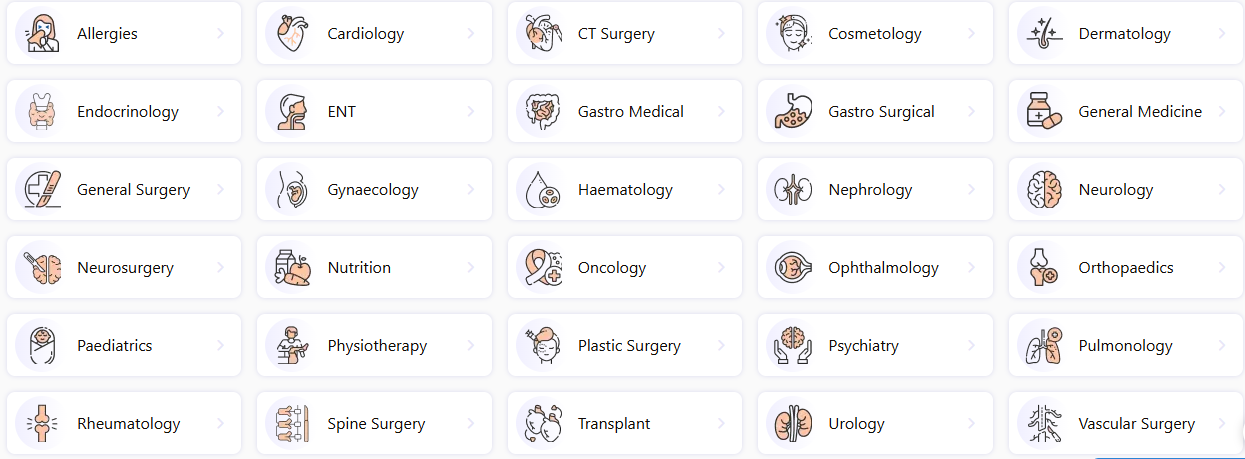 Allergies
Cardiology
CT Surgery
Cosmetology
Dermatology
Endocrinology
ENT
Gastro Medical
Gastro Surgical
General Medicine
General Surgery
Gynaecology
Haematology
Nephrology
Neurology
Neurosurgery
Nutrition
Oncology
Ophthalmology
Orthopaedics
Paediatrics
Physiotherapy
Plastic Surgery
Psychiatry
Pulmonology
Rheumatology
Spine Surgery
Transplant
Urology
Vascular Surgery